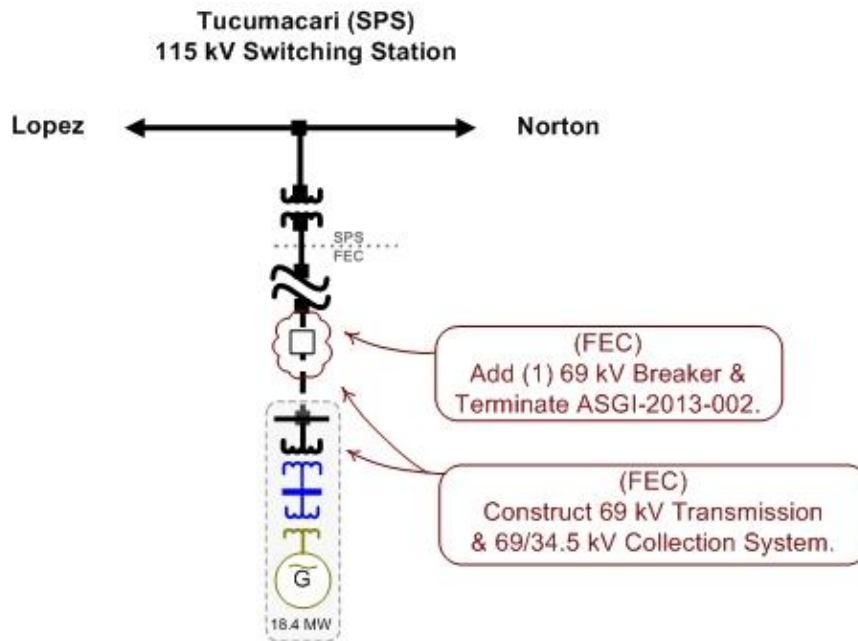 Tucumacari (SPS)
115 kV Switching Station
Lopez
Norton
SPS
FEC
(FEC)
Add (1) 69 kV Breaker &
Terminate ASGI-2013-002.
(FEC)
Construct 69 kV Transmission
& 69/34.5 kV Collection System.
G
18.4 MW